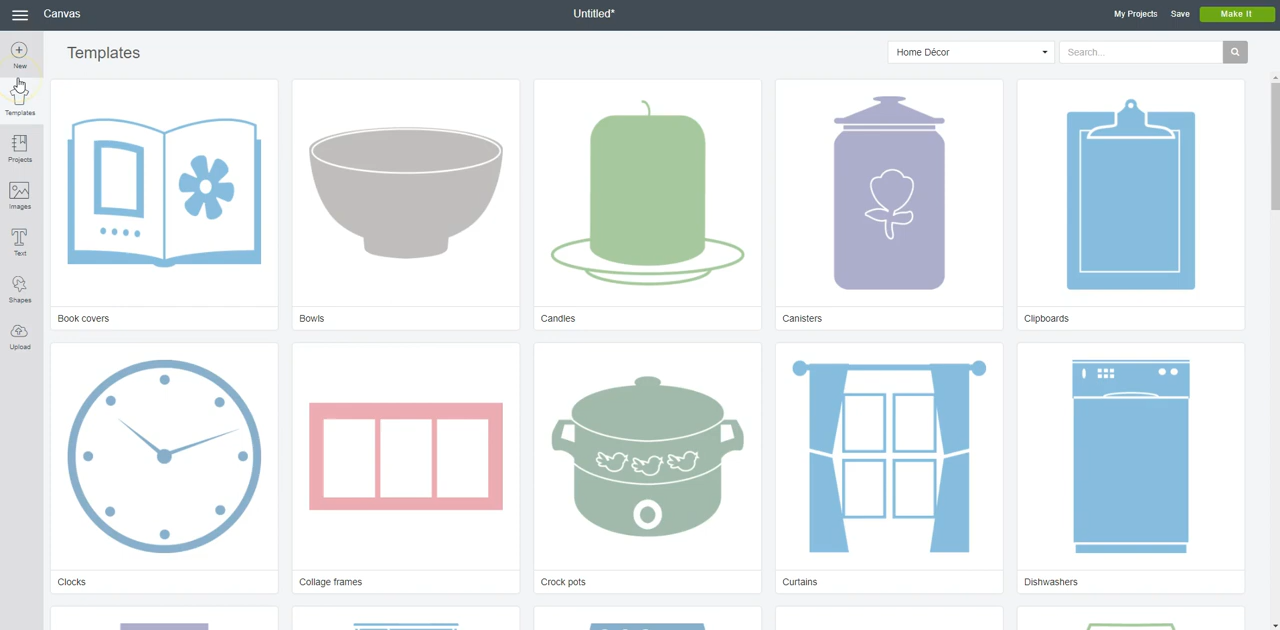 Canvas
Untitled*
My Projects
Save
Make It
New
Templates
Projects
Images
Text
Shapes
Upload
Templates
Home Décor
Search...
Book covers
Bowls
Candles
Canisters
Clipboards
Clocks
Collage frames
Crock pots
Curtains
Dishwashers